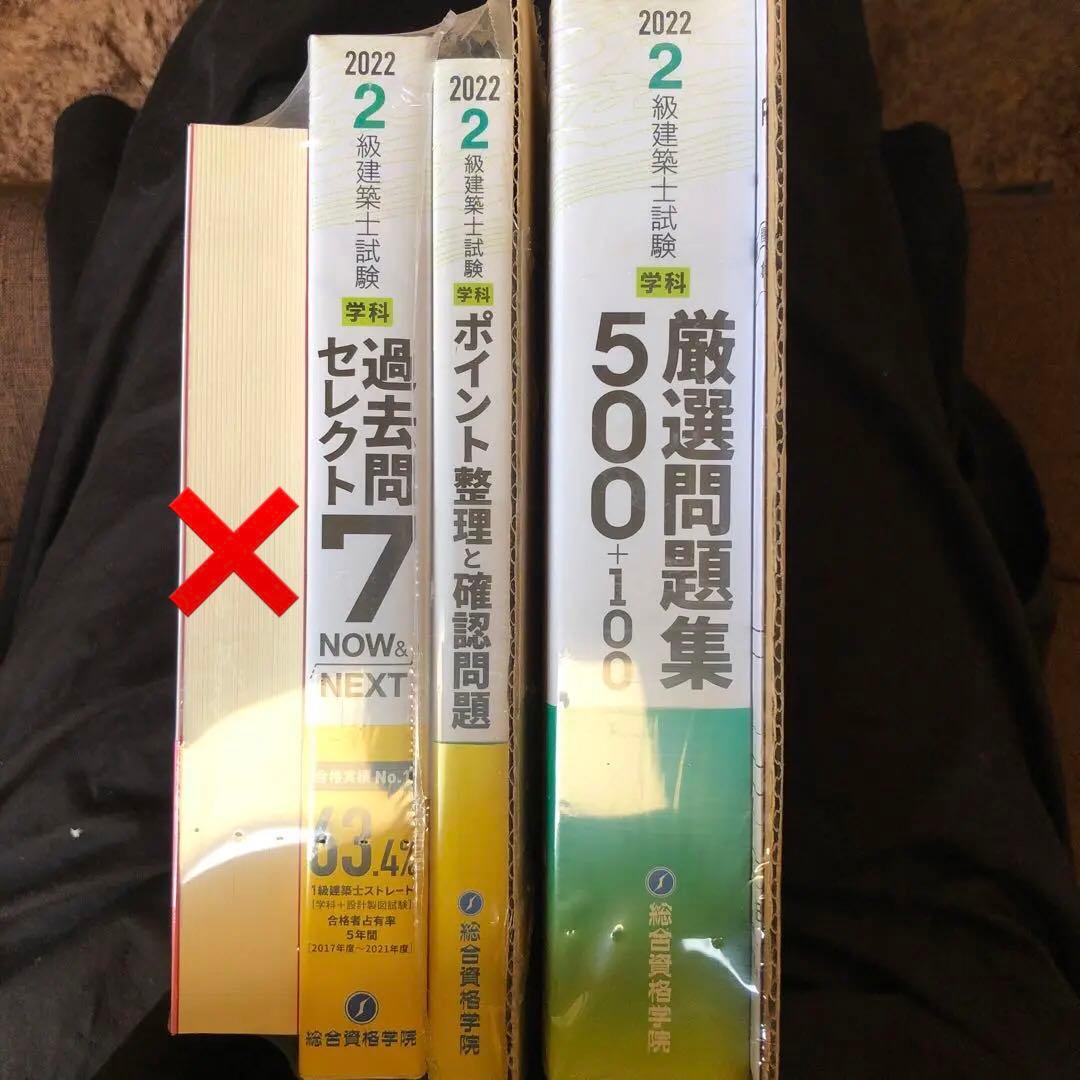 2022
2
級建築士試験
学科
過去問
セレクト
7
NOW&
NEXT
合格実績 No.1
63.4%
1級建築士ストレート
[学科+設計製図試験]
合格者占有率
5年間
[2017年度～2021年度]
総合資格学院
2022
2
級建築士試験
学科
ポイント整理と確認問題
総合資格学院
2022
2
級建築士試験
学科
厳選問題集
500+100
総合資格学院